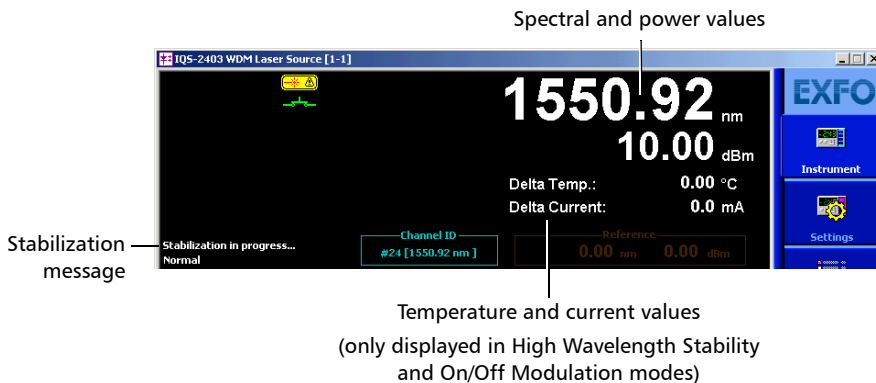 Spectral and power values
IQS-2403 WDM Laser Source [1-1]
EXFO
1550.92 nm
10.00 dBm
Instrument
Delta Temp.: 0.00 °C
Delta Current: 0.0 mA
Settings
Stabilization
message
Stabilization in progress...
Normal
Channel ID
#24 [1550.92 nm ]
Reference
0.00 nm 0.00 dBm
Temperature and current values
(only displayed in High Wavelength Stability
and On/Off Modulation modes)